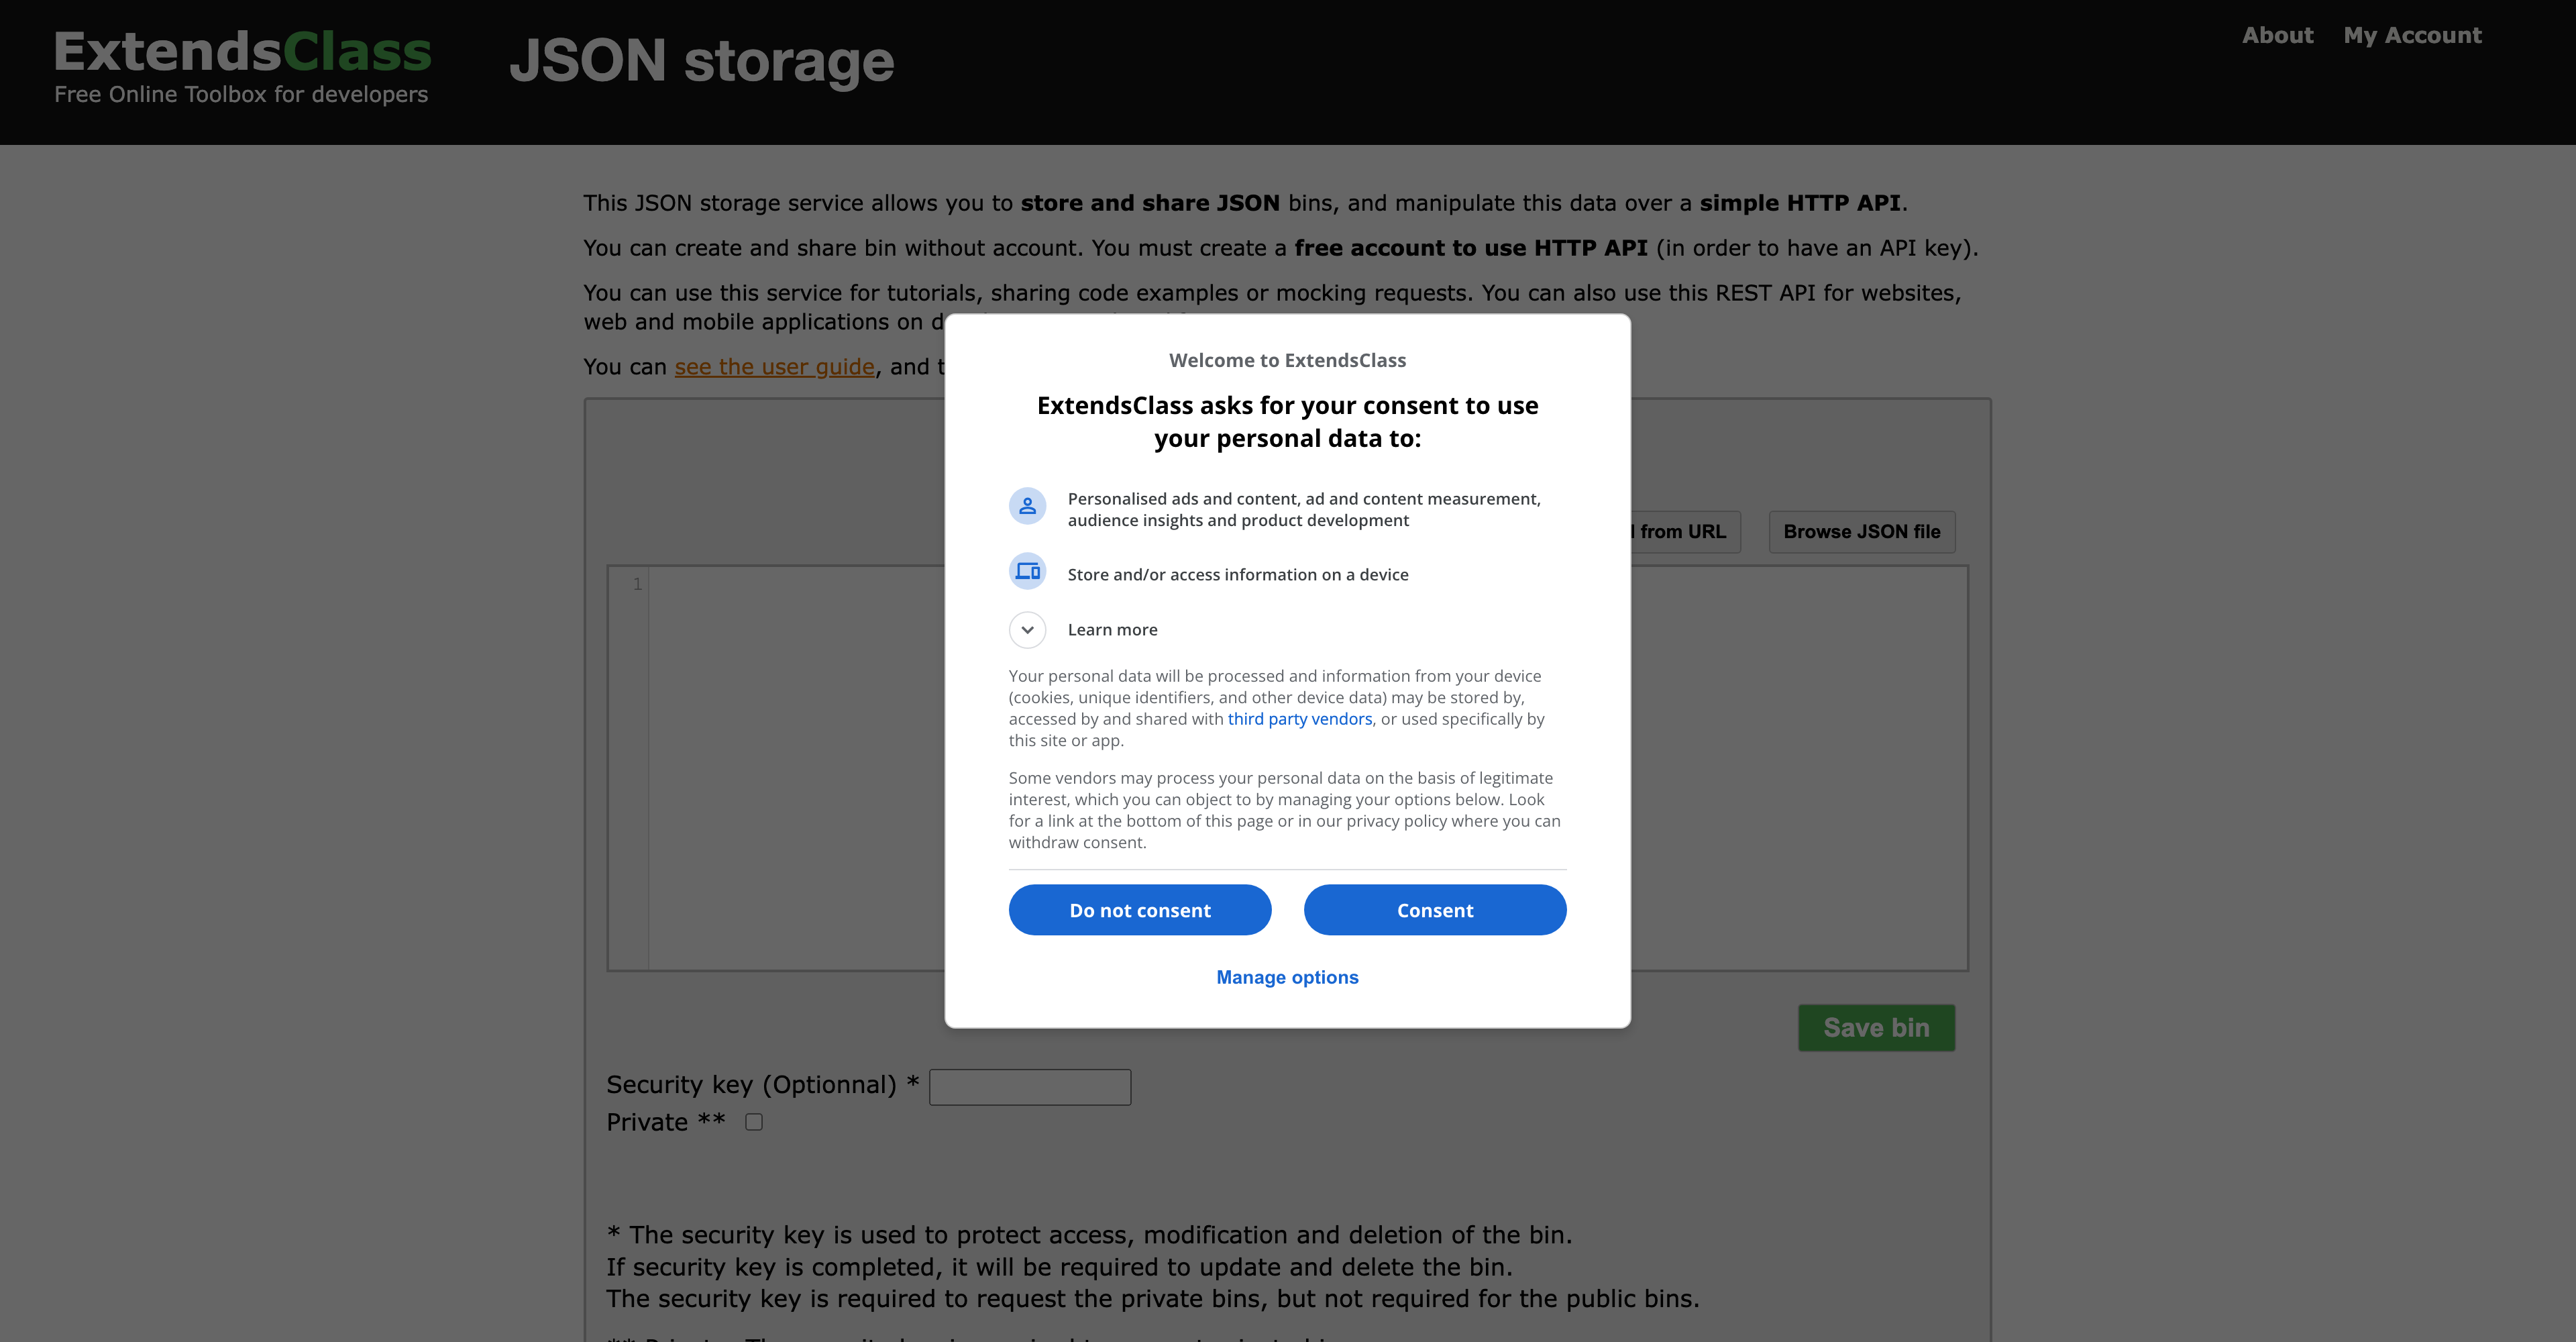 ExtendsClass
Free Online Toolbox for developers
JSON storage
About
My Account
This JSON storage service allows you to store and share JSON bins, and manipulate this data over a simple HTTP API.
You can create and share bin without account. You must create a free account to use HTTP API (in order to have an API key).
You can use this service for tutorials, sharing code examples or mocking requests. You can also use this REST API for websites,
web and mobile applications on
You can see the user guide, and
Welcome to ExtendsClass
ExtendsClass asks for your consent to use
your personal data to:
Personalised ads and content, ad and content measurement,
audience insights and product development
Store and/or access information on a device
Learn more
Your personal data will be processed and information from your device
(cookies, unique identifiers, and other device data) may be stored by,
accessed by and shared with third party vendors, or used specifically by
this site or app.
Some vendors may process your personal data on the basis of legitimate
interest, which you can object to by managing your options below. Look
for a link at the bottom of this page or in our privacy policy where you can
withdraw consent.
Do not consent
Consent
Manage options
from URL
Browse JSON file
1
Save bin
Security key (Optionnal) *
Private **
* The security key is used to protect access, modification and deletion of the bin.
If security key is completed, it will be required to update and delete the bin.
The security key is required to request the private bins, but not required for the public bins.